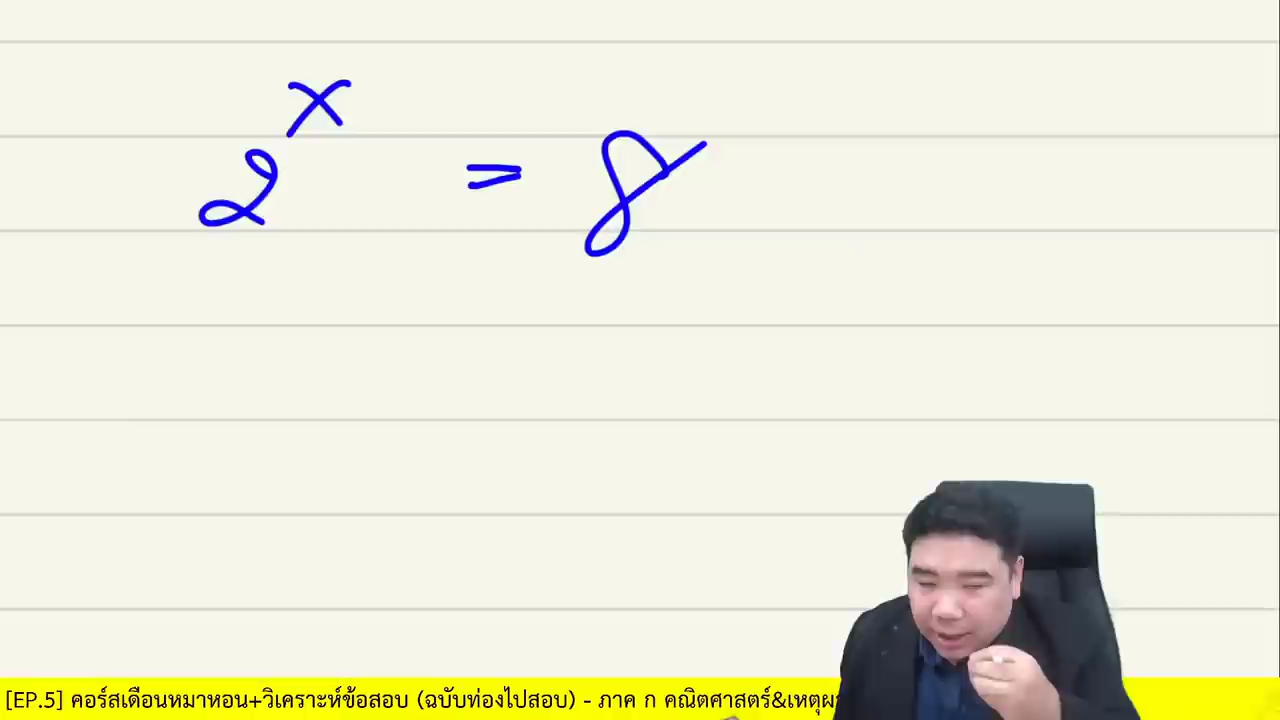 2^x = 8
[EP.5] คอร์สเดือนหมาหอน+วิเคราะห์ข้อสอบ (ฉบับท่องไปสอบ) - ภาค ก คณิตศาสตร์&เหตุผ